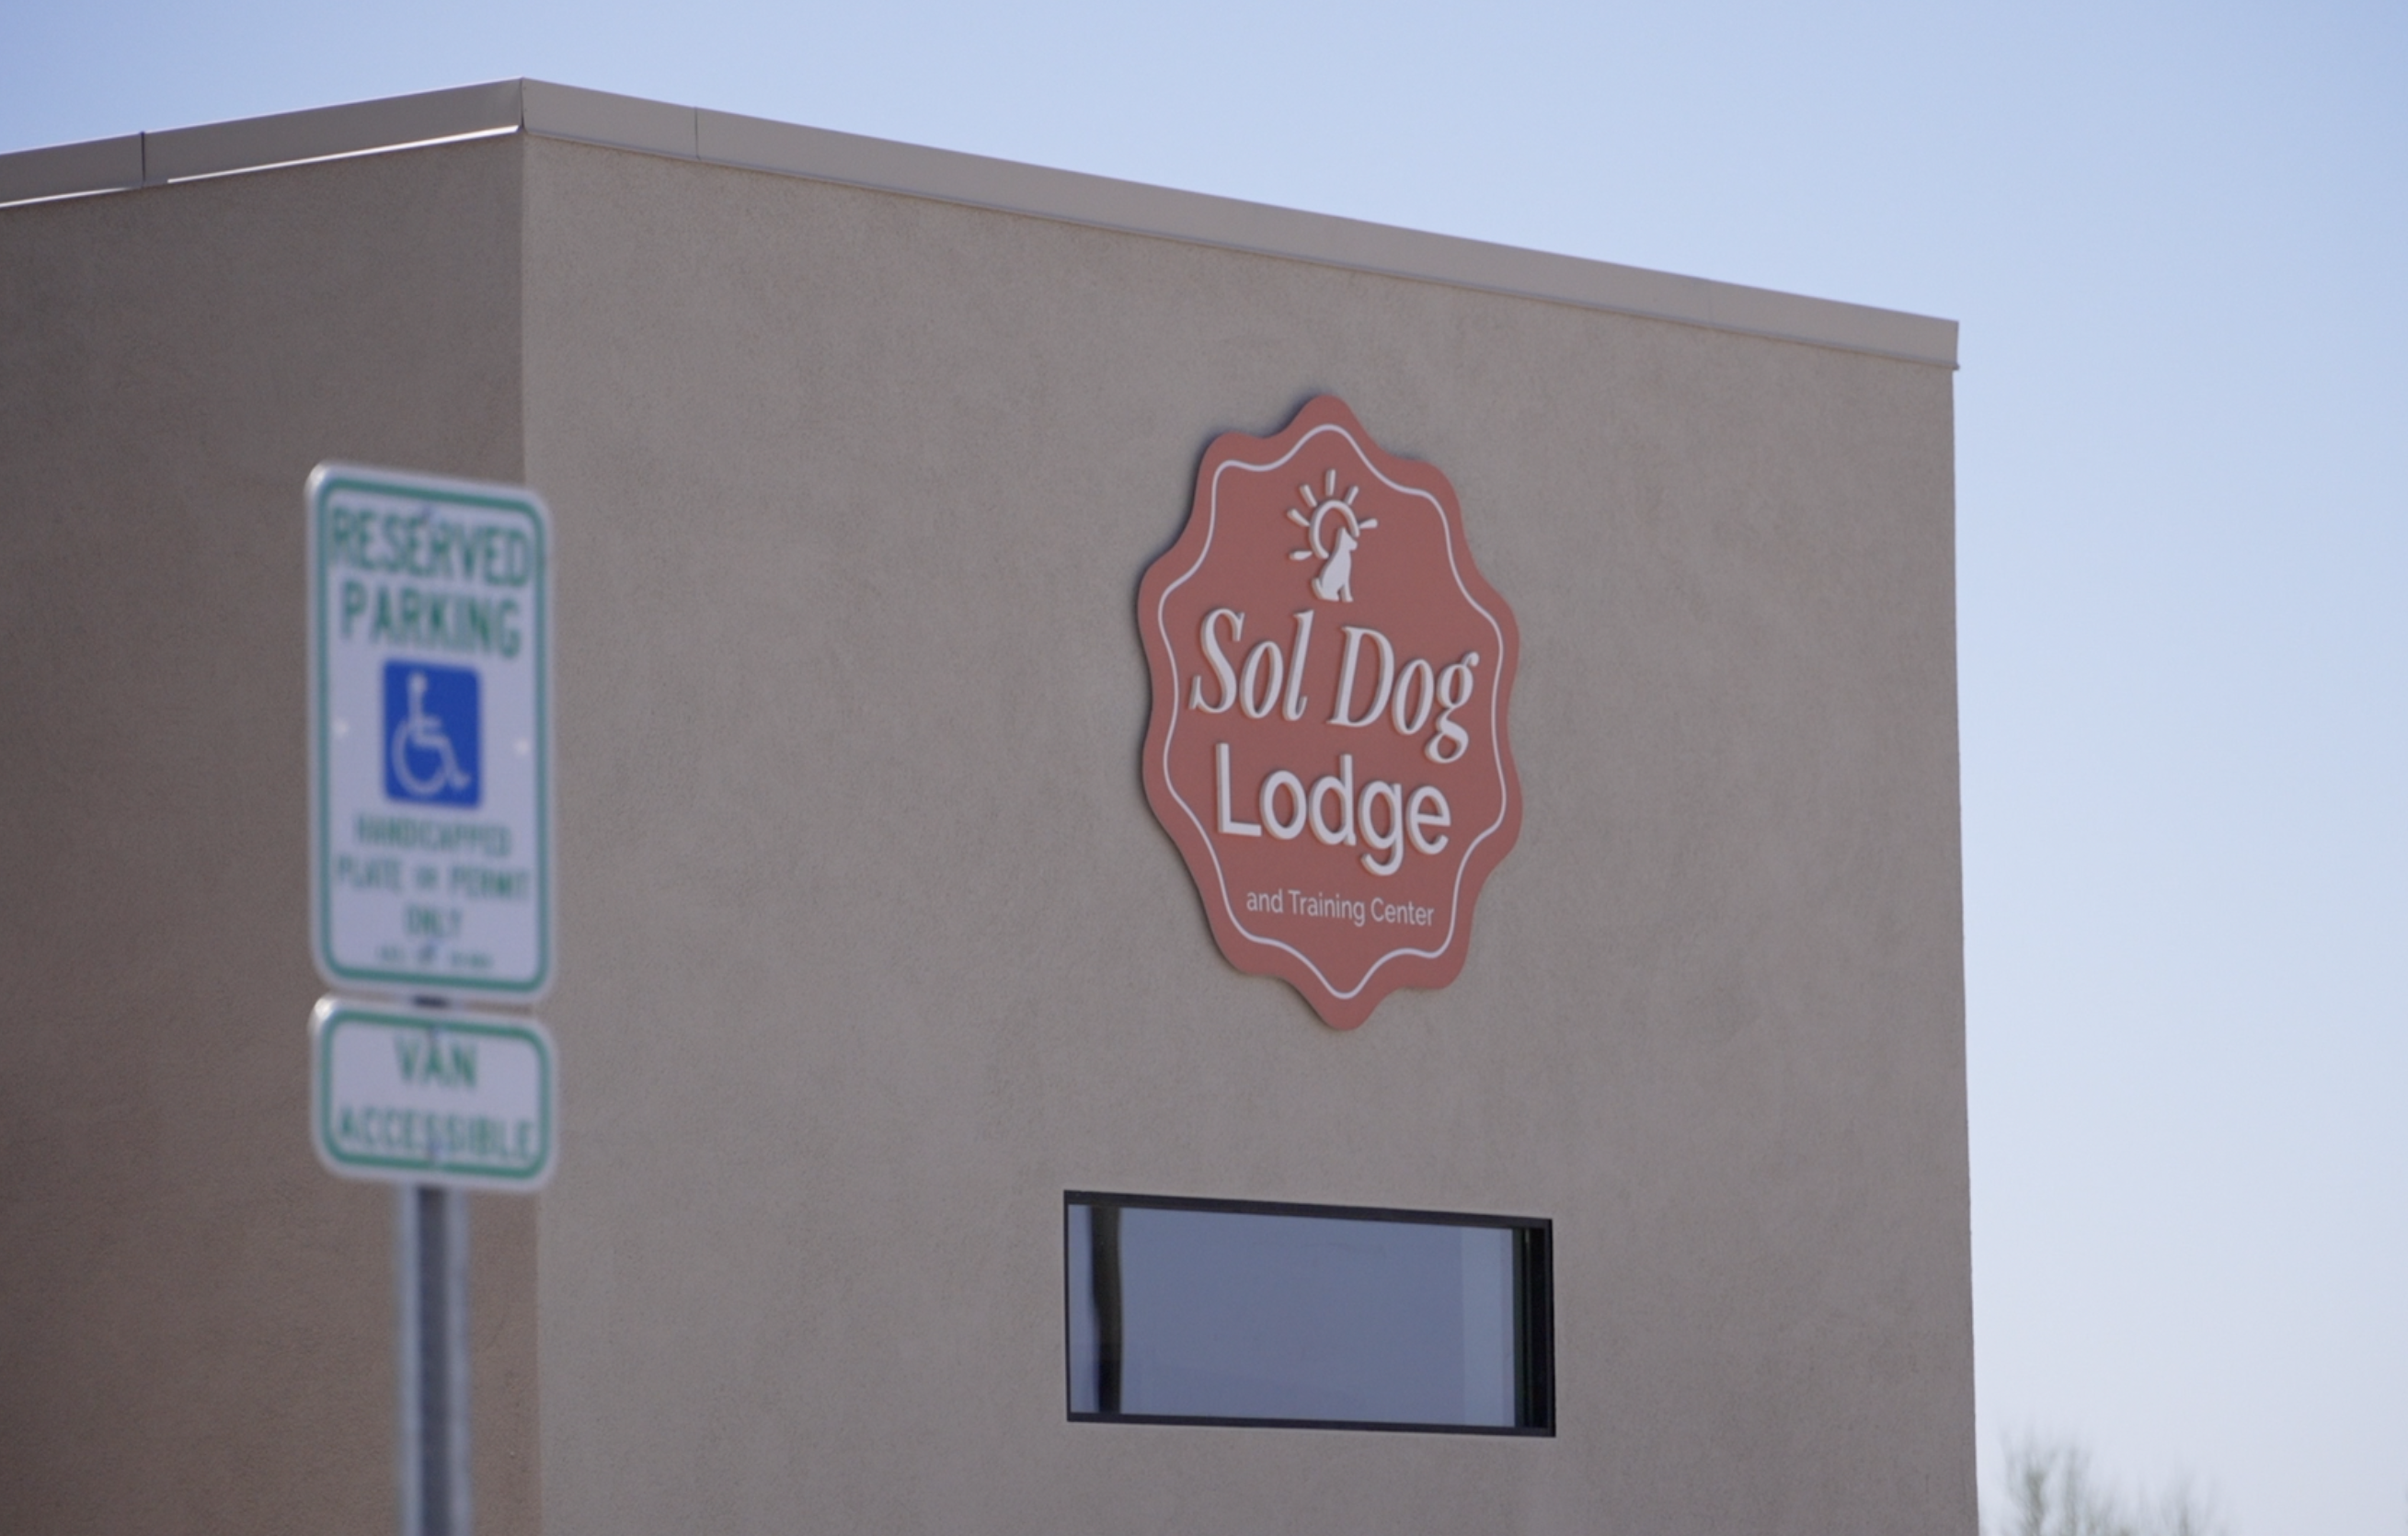 RESERVED
PARKING
HANDICAPPED
PLATE OR PERMIT
ONLY
VAN
ACCESSIBLE
Sol Dog
Lodge
and Training Center